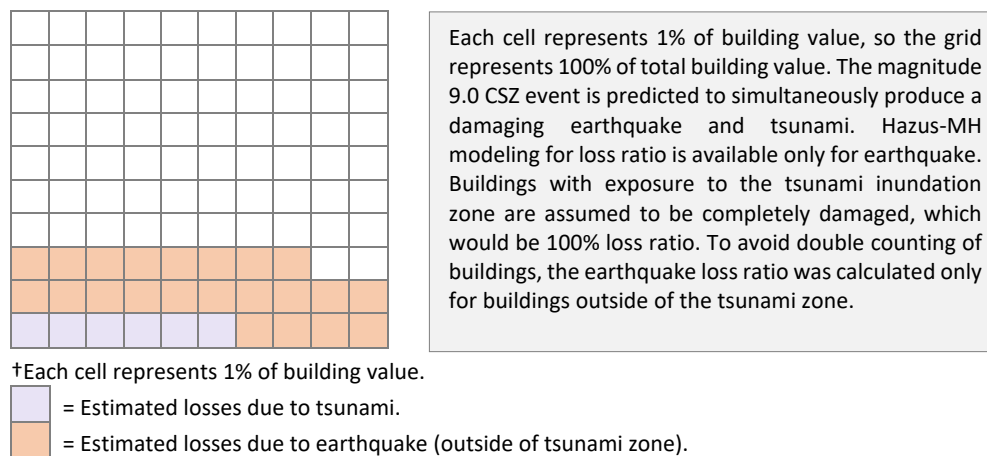 Each cell represents 1% of building value, so the grid
represents 100% of total building value. The magnitude
9.0 CSZ event is predicted to simultaneously produce a
damaging earthquake and tsunami. Hazus-MH
modeling for loss ratio is available only for earthquake.
Buildings with exposure to the tsunami inundation
zone are assumed to be completely damaged, which
would be 100% loss ratio. To avoid double counting of
buildings, the earthquake loss ratio was calculated only
for buildings outside of the tsunami zone.
†Each cell represents 1% of building value.
= Estimated losses due to tsunami.
= Estimated losses due to earthquake (outside of tsunami zone).